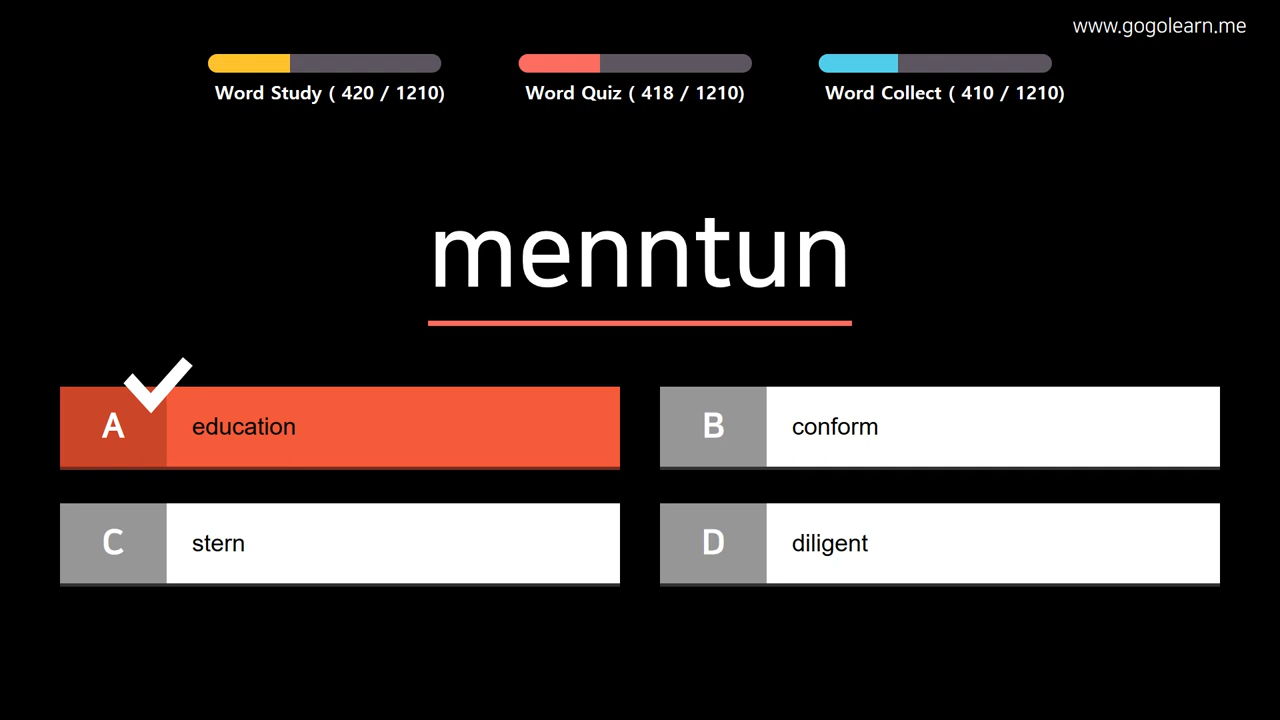 www.gogolearn.me
Word Study ( 420 / 1210)
Word Quiz ( 418 / 1210)
Word Collect ( 410 / 1210)
menntun
A education
B conform
C stern
D diligent